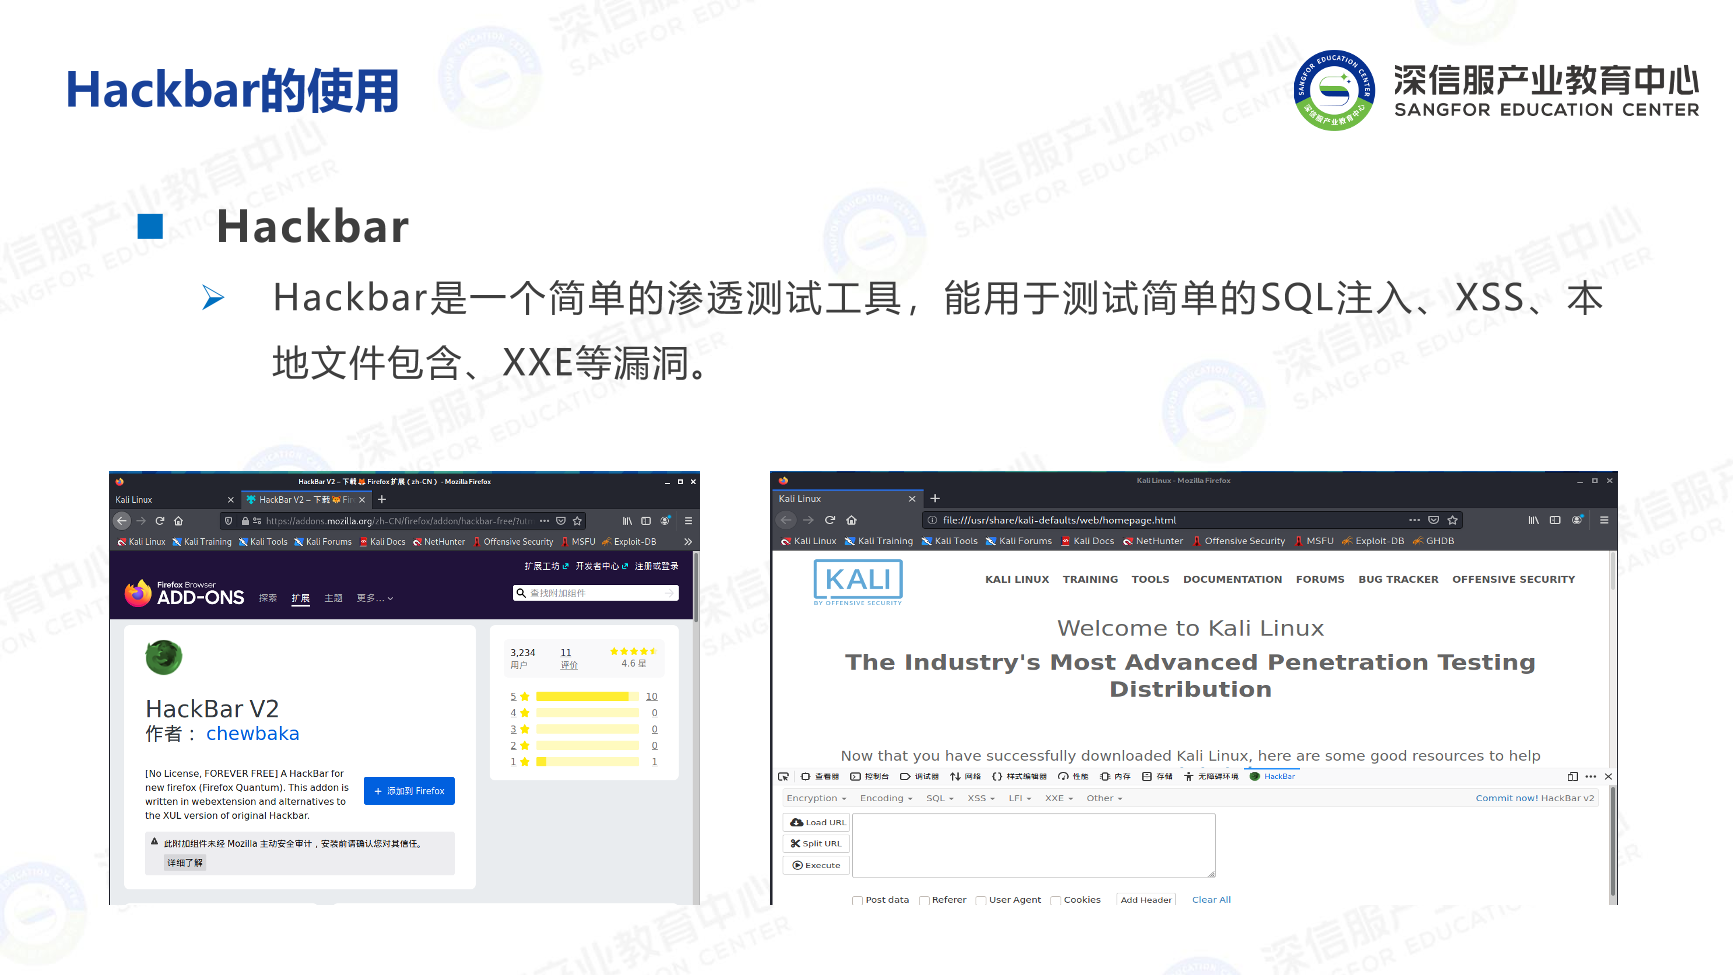 Hackbar的使用
深信服产业教育中心
SANGFOR EDUCATION CENTER
Hackbar
Hackbar是一个简单的渗透测试工具，能用于测试简单的SQL注入、XSS、本
地文件包含、XXE等漏洞。
HackBar V2 – 下载 Firefox 扩展（zh-CN） - Mozilla Firefox
Kali Linux
HackBar V2 – 下载 Fir
https://addons.mozilla.org/zh-CN/firefox/addon/hackbar-free/?utm
Kali Linux Kali Training Kali Tools Kali Forums Kali Docs NetHunter Offensive Security MSFU Exploit-DB
扩展工坊 开发者中心 注册或登录
Firefox Browser
ADD-ONS
探索 扩展 主题 更多...
查找附加组件
HackBar V2
作者： chewbaka
[No License, FOREVER FREE] A HackBar for
new firefox (Firefox Quantum). This addon is
written in webextension and alternatives to
the XUL version of original Hackbar.
+ 添加到 Firefox
此附加组件未经 Mozilla 主动安全审计，安装前请确认您对其信任。
详细了解
3,234
用户
11
评价
4.6 星
5 10
4 0
3 0
2 0
1 1
Kali Linux - Mozilla Firefox
Kali Linux
file:///usr/share/kali-defaults/web/homepage.html
Kali Linux Kali Training Kali Tools Kali Forums Kali Docs NetHunter Offensive Security MSFU Exploit-DB GHDB
KALI
BY OFFENSIVE SECURITY
KALI LINUX TRAINING TOOLS DOCUMENTATION FORUMS BUG TRACKER OFFENSIVE SECURITY
Welcome to Kali Linux
The Industry's Most Advanced Penetration Testing
Distribution
Now that you have successfully downloaded Kali Linux, here are some good resources to help
查看器 控制台 调试器 网络 样式编辑器 性能 内存 存储 无障碍环境 HackBar
Encryption Encoding SQL XSS LFI XXE Other
Commit now! HackBar v2
Load URL
Split URL
Execute
Post data Referer User Agent Cookies Add Header Clear All